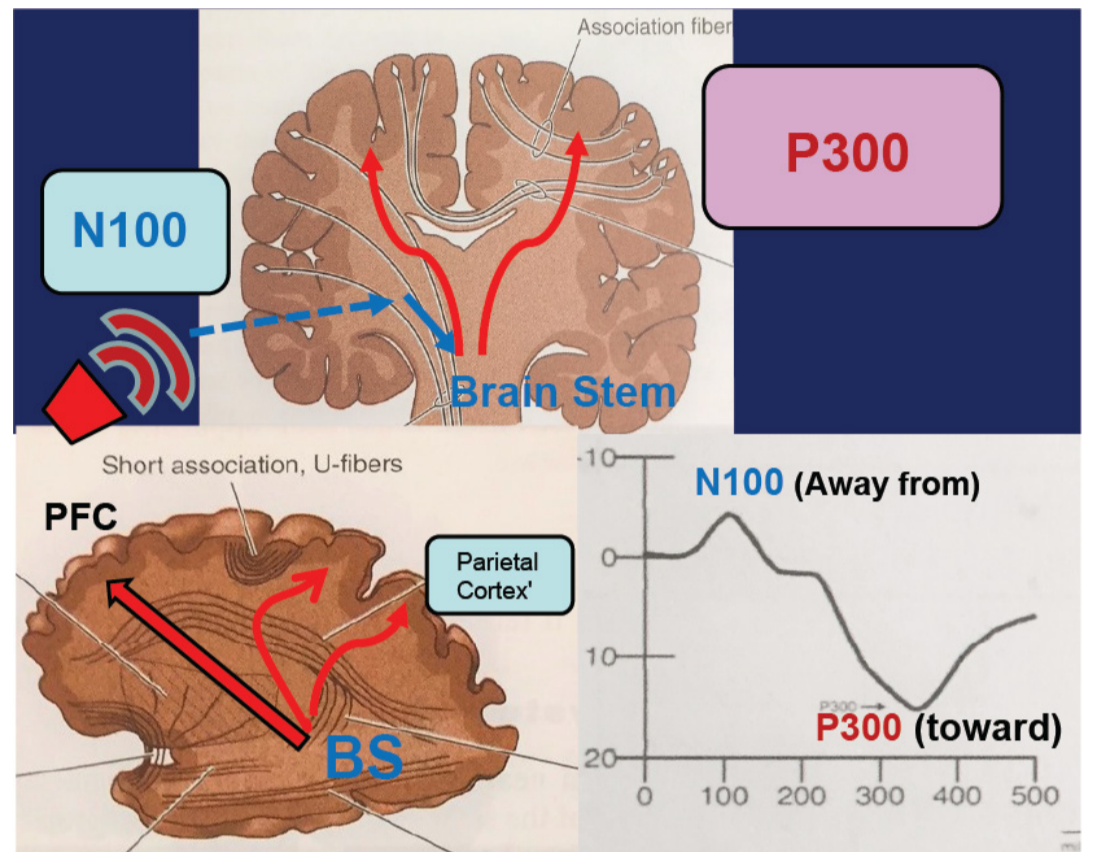 Association fiber
P300
N100
Brain Stem
Short association, U-fibers
PFC
Parietal
Cortex'
BS
-10
N100 (Away from)
0
10
P300
P300 (toward)
20
0 100 200 300 400 500